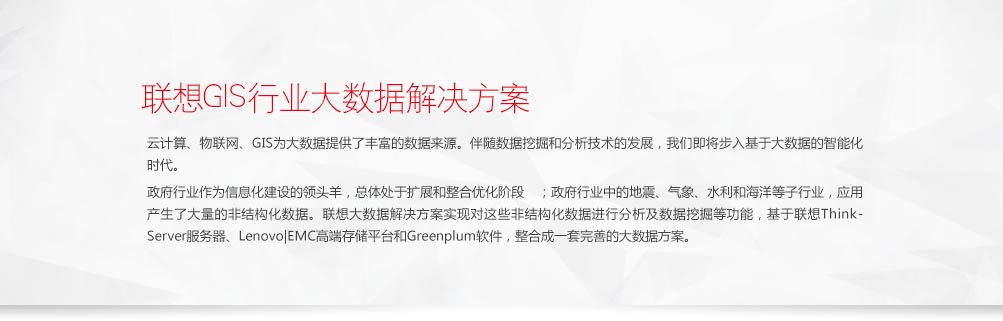 联想GIS行业大数据解决方案
云计算、物联网、GIS为大数据提供了丰富的数据来源。伴随数据挖掘和分析技术的发展，我们即将步入基于大数据的智能化
时代。
政府行业作为信息化建设的领头羊，总体处于扩展和整合优化阶段　；政府行业中的地震、气象、水利和海洋等子行业，应用
产生了大量的非结构化数据。联想大数据解决方案实现对这些非结构化数据进行分析及数据挖掘等功能，基于联想Think-
Server服务器、Lenovo|EMC高端存储平台和Greenplum软件，整合成一套完善的大数据方案。